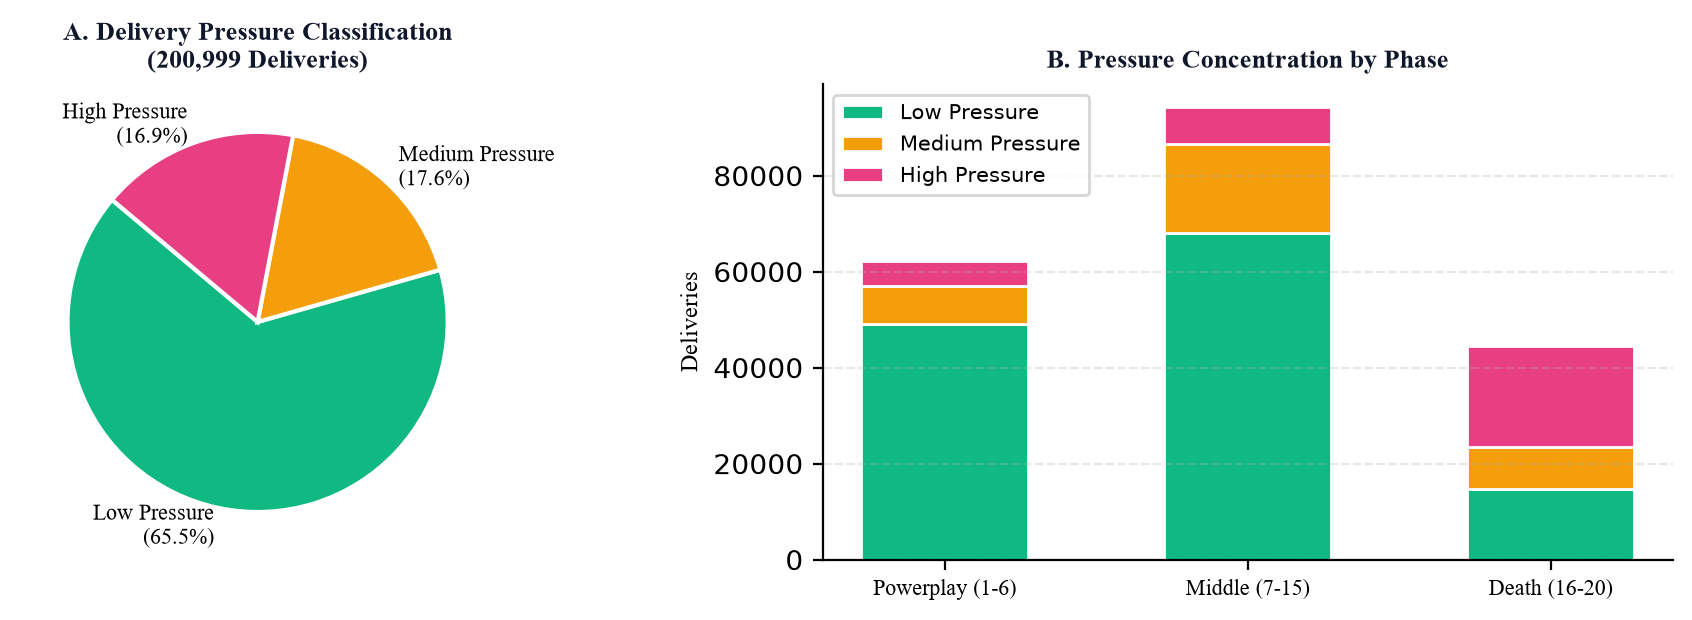 A. Delivery Pressure Classification
(200,999 Deliveries)
High Pressure
(16.9%)
Medium Pressure
(17.6%)
Low Pressure
(65.5%)
B. Pressure Concentration by Phase
Low Pressure
Medium Pressure
High Pressure
Deliveries
80000
60000
40000
20000
0
Powerplay (1-6)
Middle (7-15)
Death (16-20)